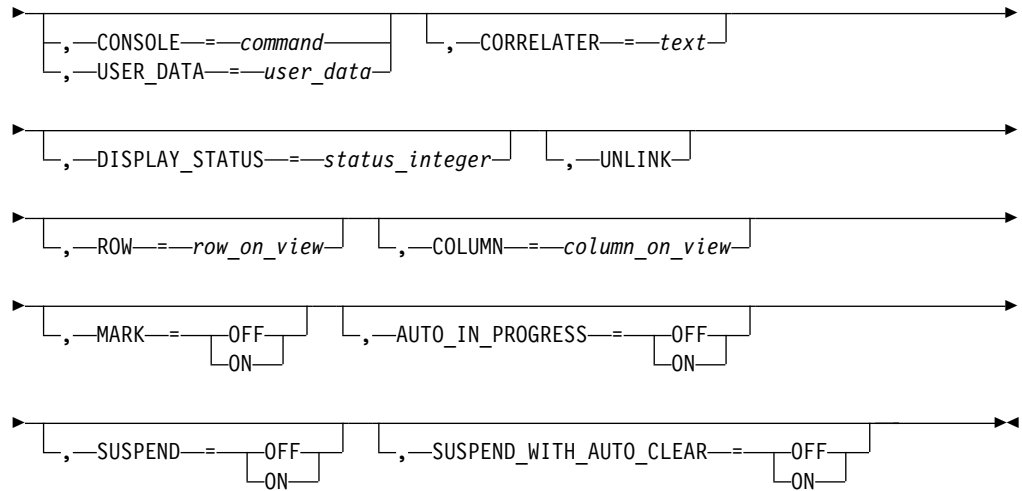 , CONSOLE = command , CORRELATER = text
, USER_DATA = user_data
, DISPLAY_STATUS = status_integer , UNLINK
, ROW = row_on_view , COLUMN = column_on_view
, MARK = OFF , AUTO_IN_PROGRESS = OFF
ON ON
, SUSPEND = OFF , SUSPEND_WITH_AUTO_CLEAR = OFF
ON ON